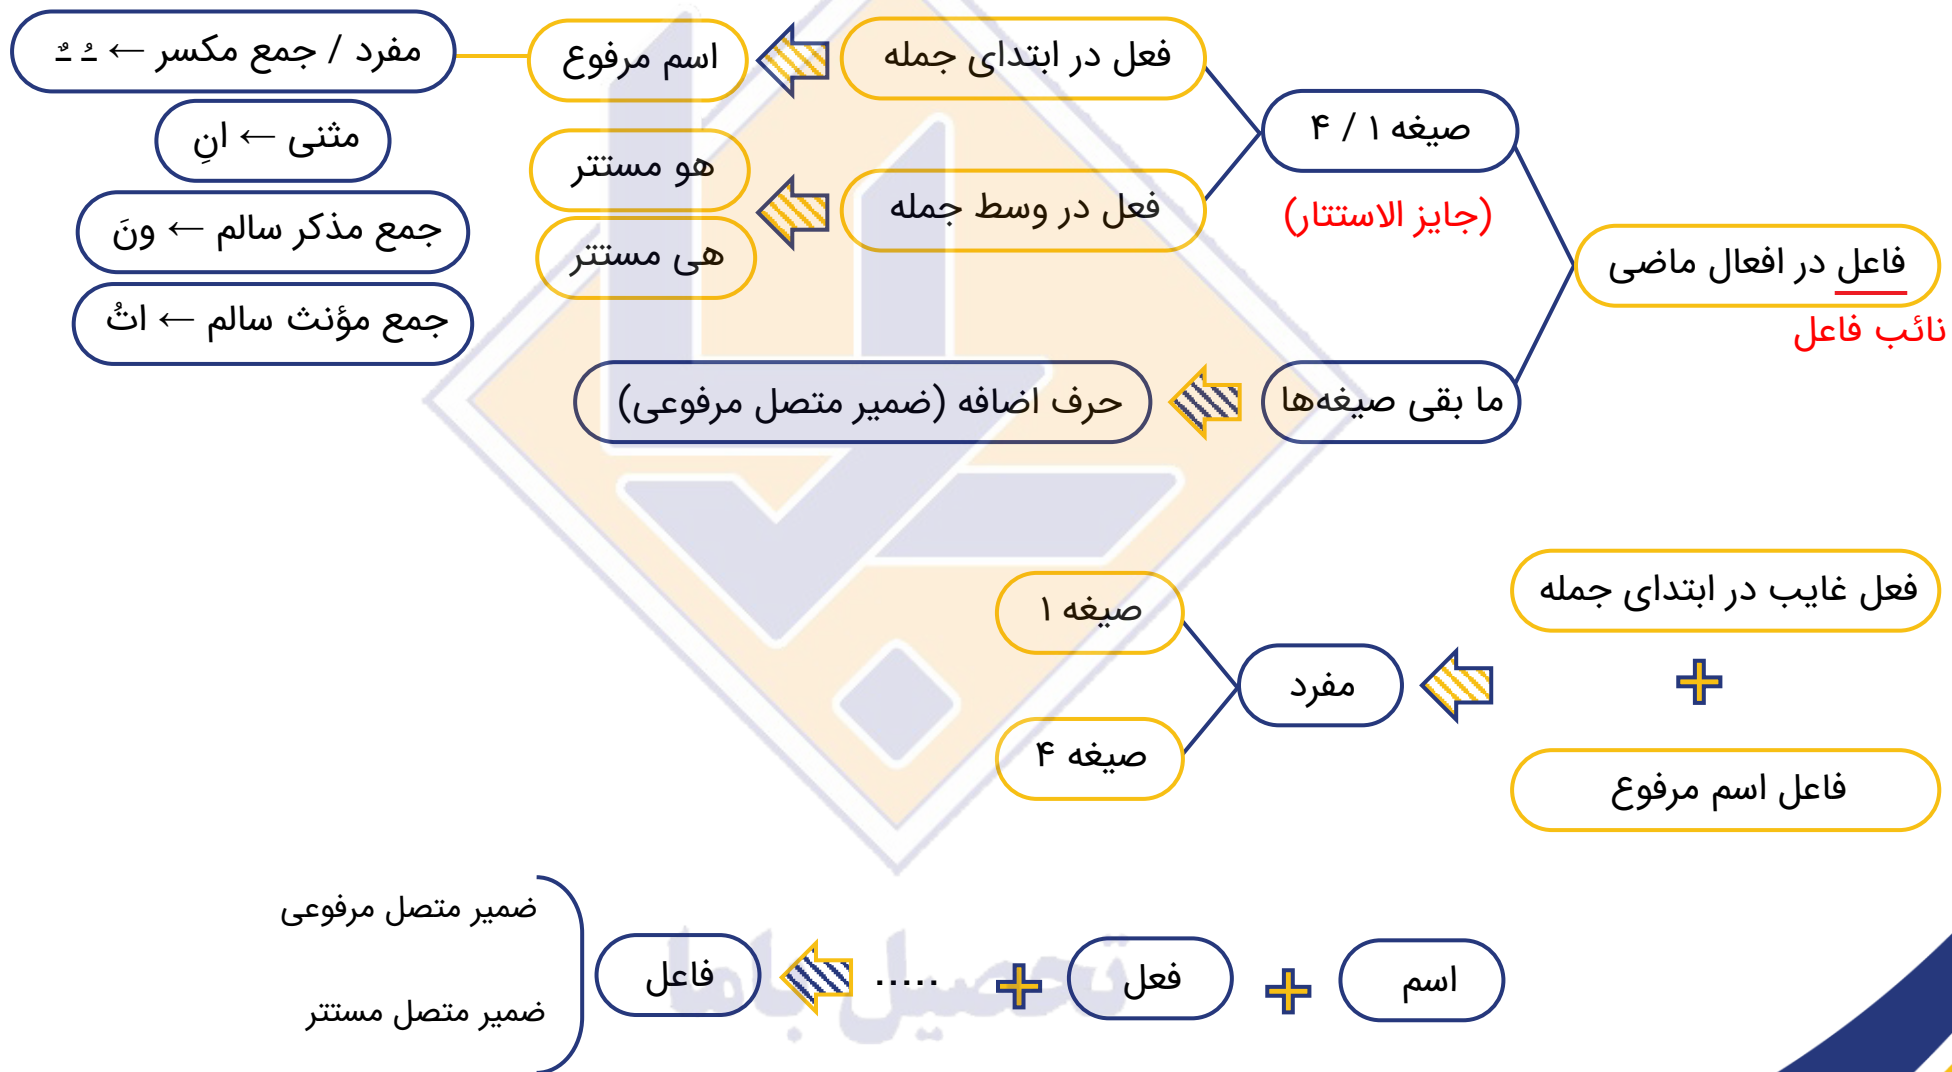 فاعل در افعال ماضی
نائب فاعل
صیغه ۱ / ۴
(جایز الاستتار)
فعل در ابتدای جمله
اسم مرفوع
مفرد / جمع مکسر ← ـُ ـٌ
مثنی ← انِ
جمع مذکر سالم ← ونَ
جمع مؤنث سالم ← اتُ
فعل در وسط جمله
هو مستتر
هی مستتر
ما بقی صیغه‌ها
حرف اضافه (ضمیر متصل مرفوعی)
فعل غایب در ابتدای جمله
+
فاعل اسم مرفوع
مفرد
صیغه ۱
صیغه ۴
اسم + فعل + ..... فاعل
ضمیر متصل مرفوعی
ضمیر متصل مستتر
تحصیل باما